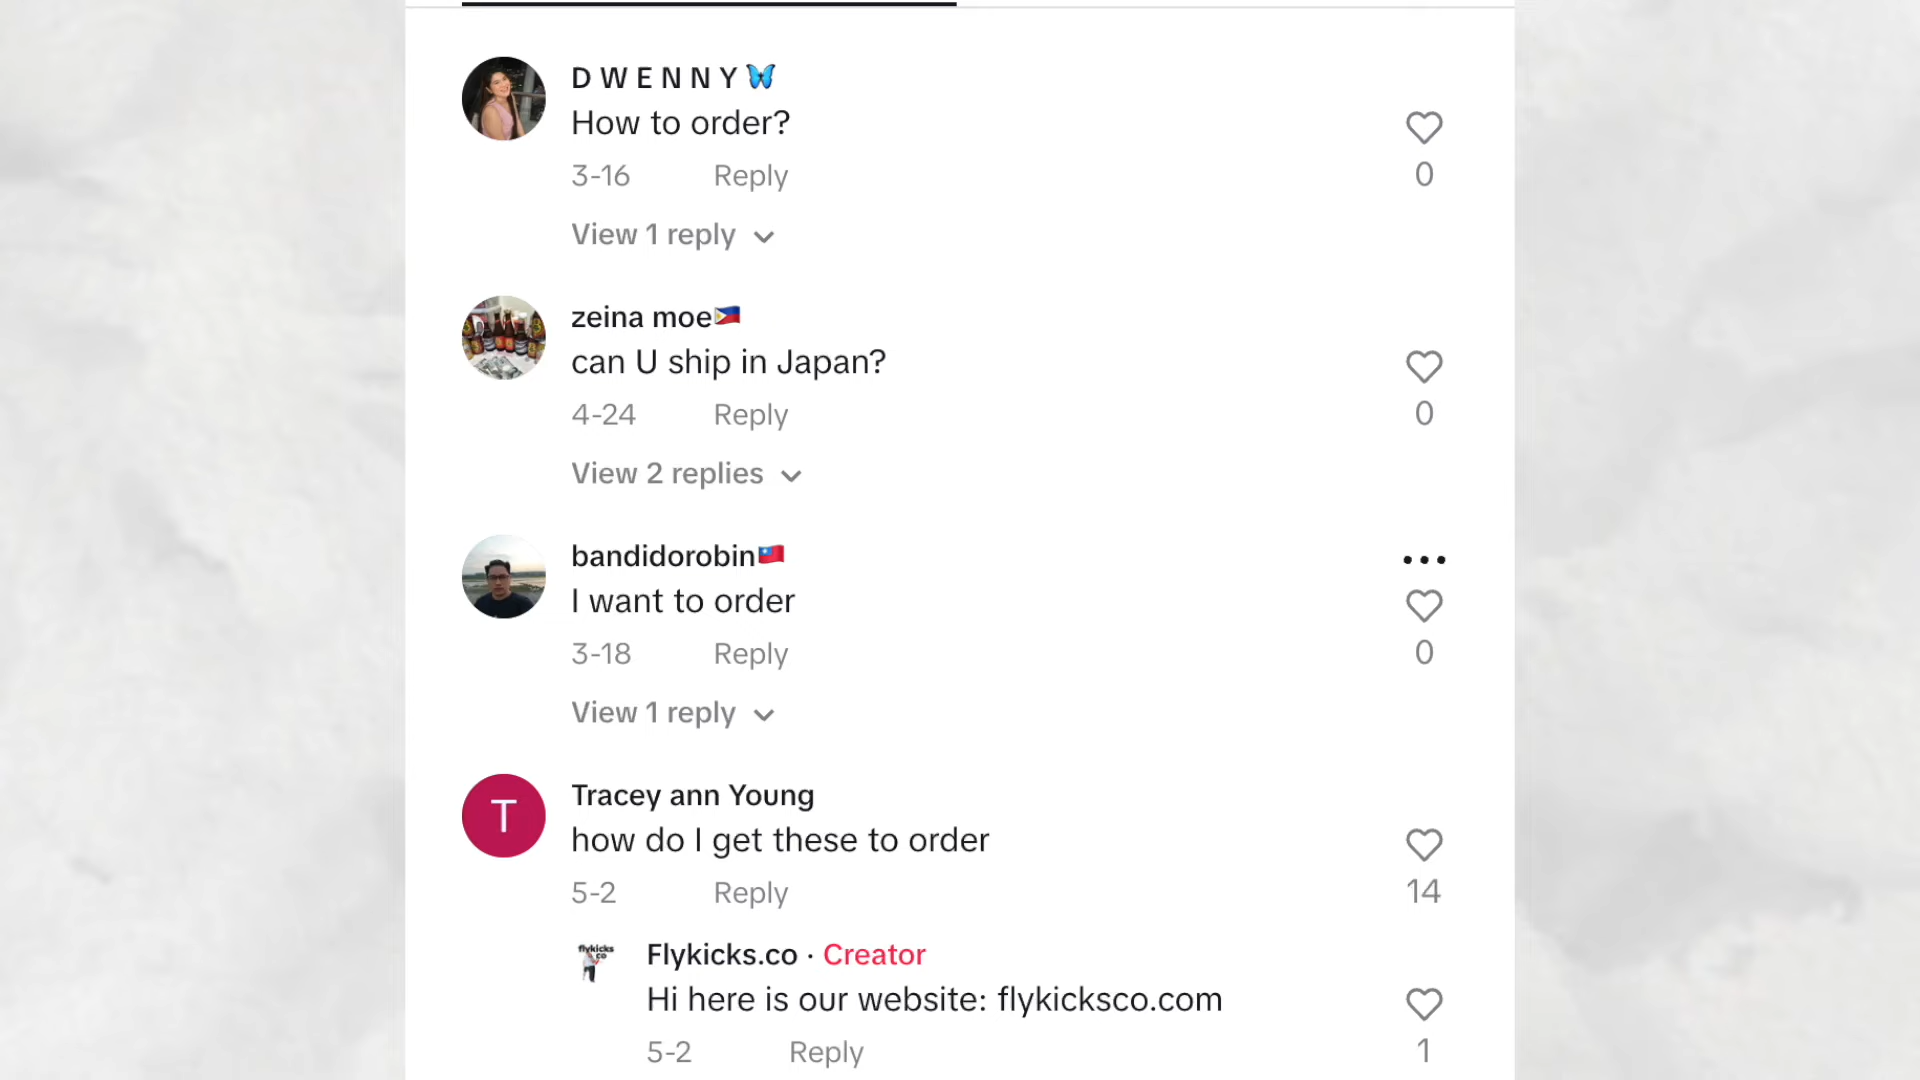 D W E N N Y🦋
How to order?
3-16 Reply
0
View 1 reply
zeina moe🇵🇭
can U ship in Japan?
4-24 Reply
0
View 2 replies
bandidorobin🇹🇼
I want to order
3-18 Reply
0
View 1 reply
T
Tracey ann Young
how do I get these to order
5-2 Reply
14
flykicks
co
Flykicks.co · Creator
Hi here is our website: flykicksco.com
5-2 Reply
1